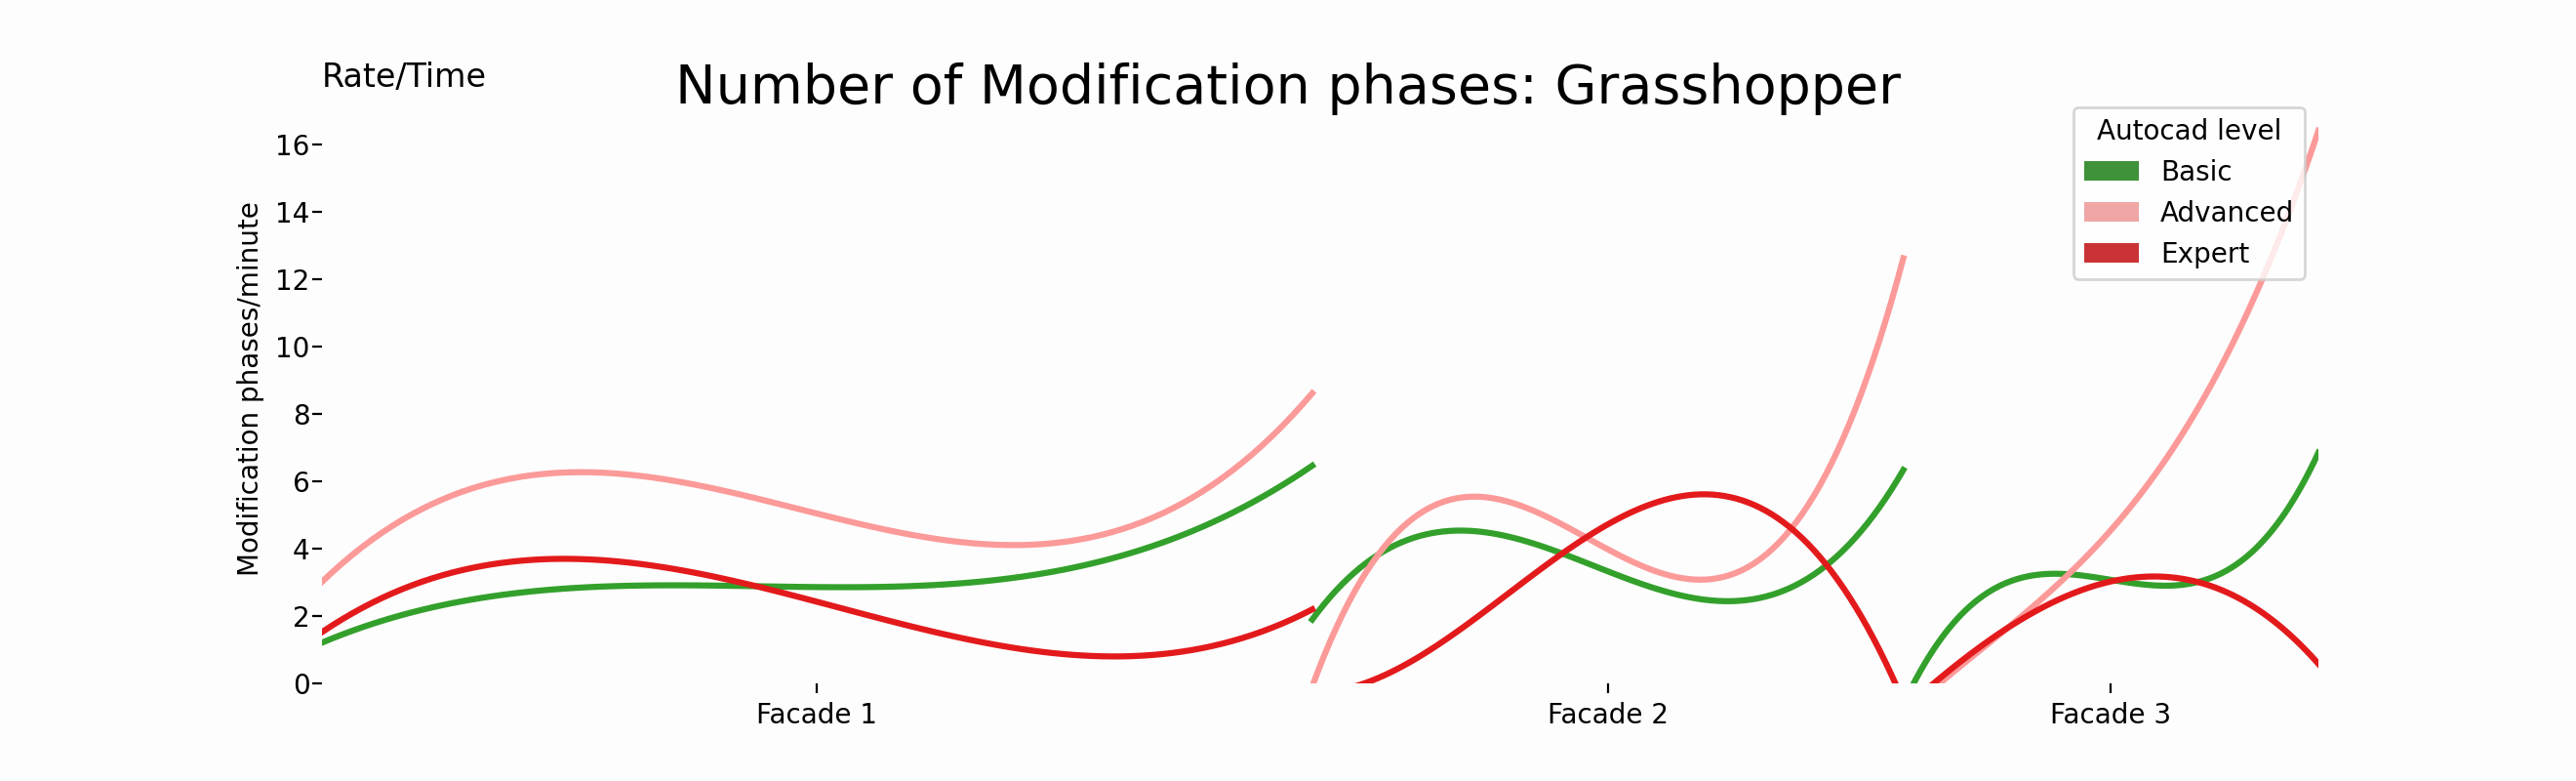 Rate/Time
Number of Modification phases: Grasshopper
Modification phases/minute
16
14
12
10
8
6
4
2
0
Autocad level
Basic
Advanced
Expert
Facade 1
Facade 2
Facade 3